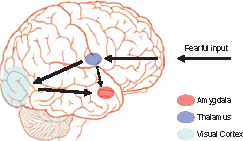 Fearful input
Amygdala
Thalamus
Visual Cortex